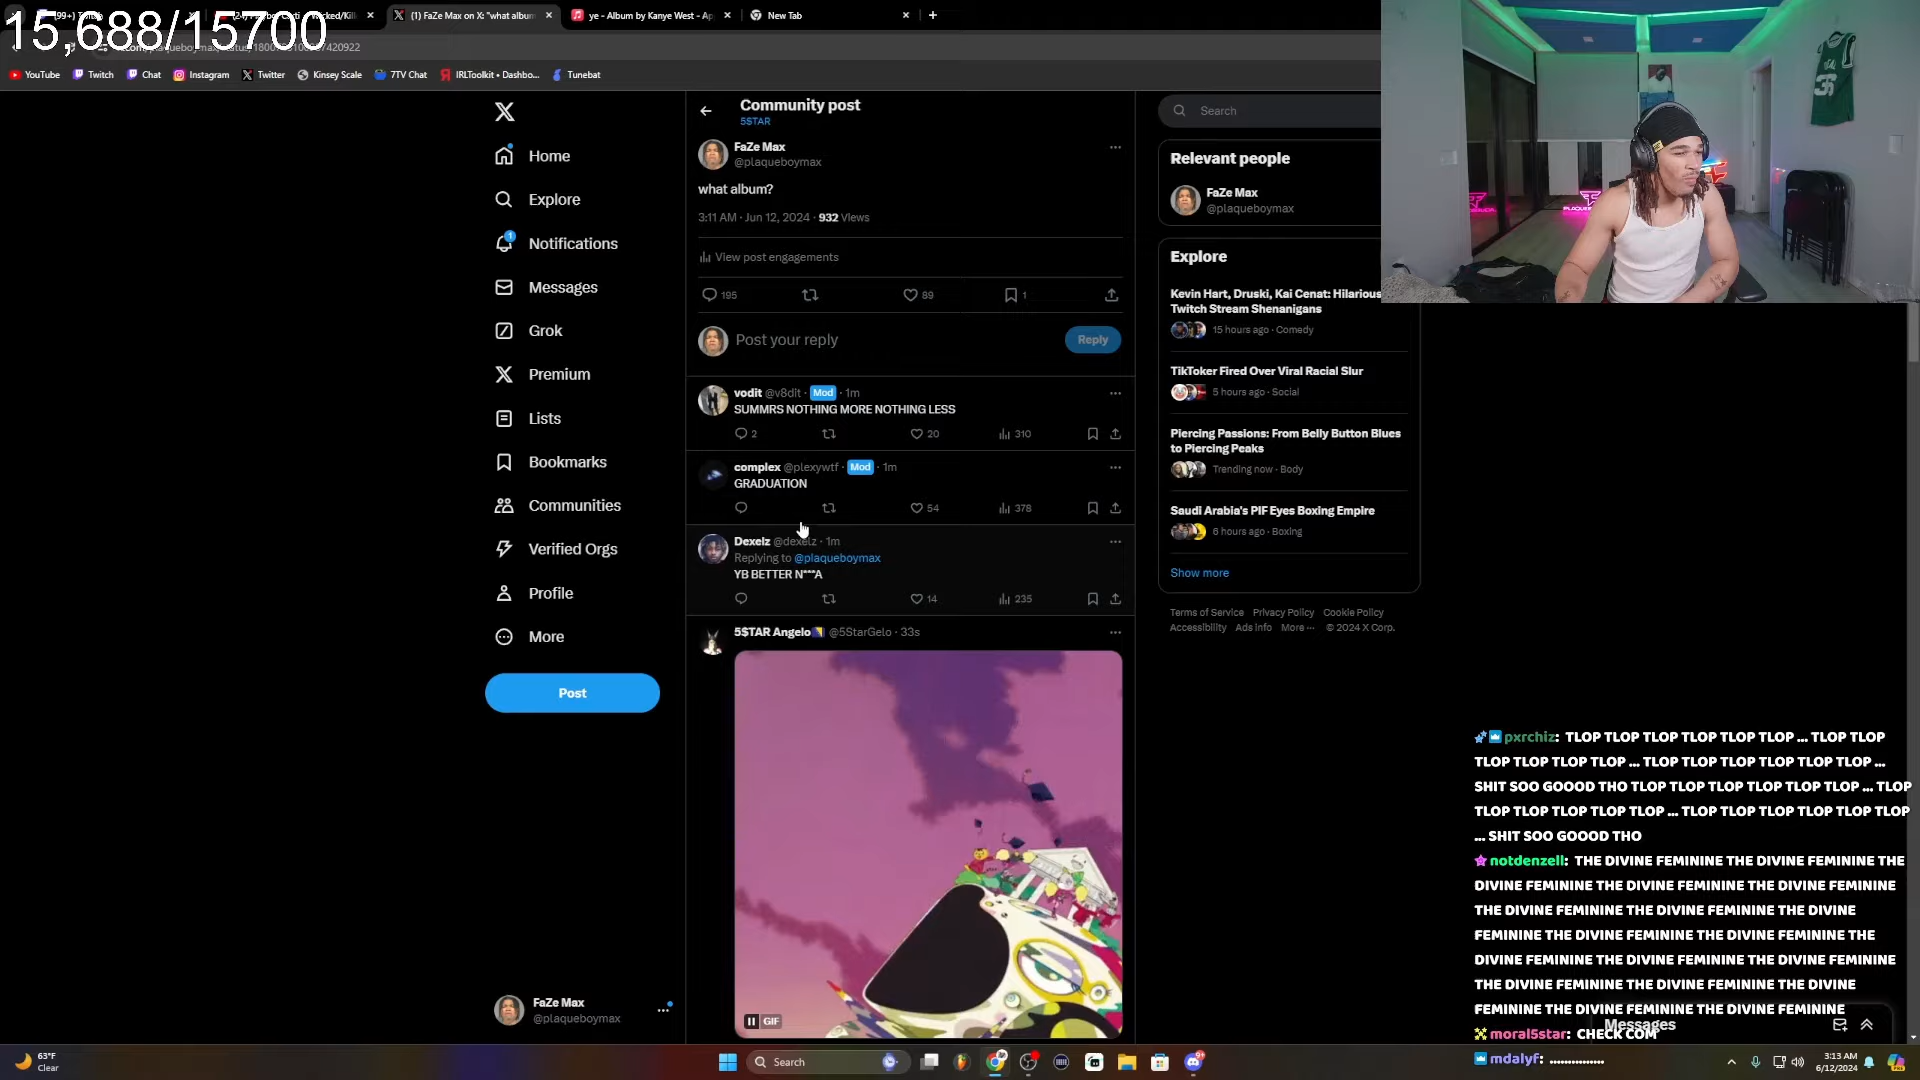 15,688/15700
(1) FaZe Max on X: "what album
ye - Album by Kanye West - Ap
New Tab
YouTube
Twitch
Chat
Instagram
Twitter
Kinsey Scale
7TV Chat
IRLToolkit • Dashbo...
Tunebat
Home
Explore
Notifications
1
Messages
Grok
Premium
Lists
Bookmarks
Communities
Verified Orgs
Profile
More
Post
FaZe Max
@plaqueboymax
Community post
5$TAR
FaZe Max
@plaqueboymax
what album?
3:11 AM · Jun 12, 2024 · 932 Views
View post engagements
195 89 1
Post your reply
Reply
vodit @v8dit · Mod · 1m
SUMMRS NOTHING MORE NOTHING LESS
2 20 310
complex @plexywtf · Mod · 1m
GRADUATION
54 378
Dexelz @dexelz · 1m
Replying to @plaqueboymax
YB BETTER N***A
14 235
5$TAR Angelo @5StarGelo · 33s
GIF
Search
Relevant people
FaZe Max
@plaqueboymax
Explore
Kevin Hart, Druski, Kai Cenat: Hilarious
Twitch Stream Shenanigans
15 hours ago · Comedy
TikToker Fired Over Viral Racial Slur
5 hours ago · Social
Piercing Passions: From Belly Button Blues
to Piercing Peaks
Trending now · Body
Saudi Arabia's PIF Eyes Boxing Empire
6 hours ago · Boxing
Show more
Terms of Service Privacy Policy Cookie Policy
Accessibility Ads info More ··· © 2024 X Corp.
36
pxrchiz: TLOP TLOP TLOP TLOP TLOP TLOP ... TLOP TLOP
TLOP TLOP TLOP TLOP ... TLOP TLOP TLOP TLOP TLOP TLOP ...
SHIT SOO GOOOD THO TLOP TLOP TLOP TLOP TLOP TLOP ... TLOP
TLOP TLOP TLOP TLOP TLOP ... TLOP TLOP TLOP TLOP TLOP TLOP
... SHIT SOO GOOOD THO
notdenzell: THE DIVINE FEMININE THE DIVINE FEMININE THE
DIVINE FEMININE THE DIVINE FEMININE THE DIVINE FEMININE
THE DIVINE FEMININE THE DIVINE FEMININE THE DIVINE
FEMININE THE DIVINE FEMININE THE DIVINE FEMININE THE
DIVINE FEMININE THE DIVINE FEMININE THE DIVINE FEMININE
THE DIVINE FEMININE THE DIVINE FEMININE THE DIVINE
FEMININE THE DIVINE FEMININE THE DIVINE FEMININE
Messages
moral5star: CHECK COM
mdalyf: ..............
63°F
Clear
Search
3:13 AM
6/12/2024